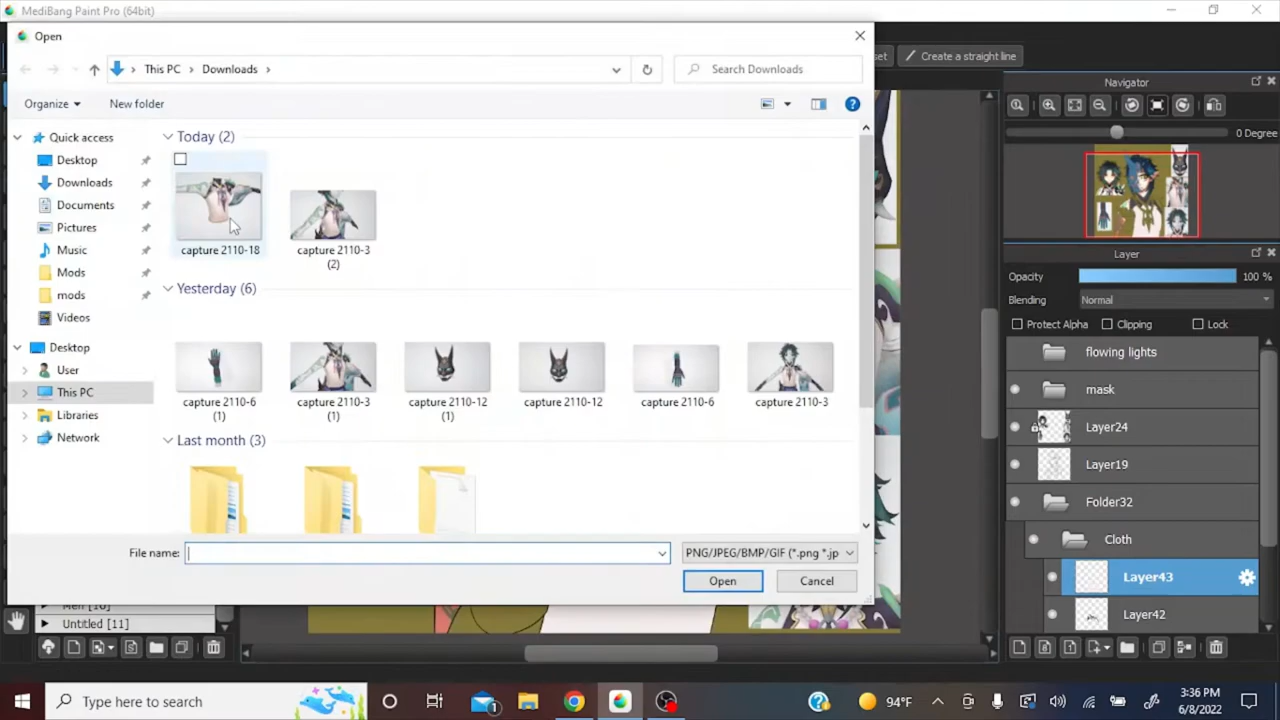 MediBang Paint Pro (64bit)
Open
This PC
Downloads
Search Downloads
set
Create a straight line
Organize
New folder
Navigator
0 Degree
Quick access
Desktop
Downloads
Documents
Pictures
Music
Mods
mods
Videos
Desktop
User
This PC
Libraries
Network
Today (2)
capture 2110-18
capture 2110-3
(2)
Yesterday (6)
capture 2110-6
(1)
capture 2110-3
(1)
capture 2110-12
(1)
capture 2110-12
capture 2110-6
capture 2110-3
Last month (3)
File name:
PNG/JPEG/BMP/GIF (*.png *.jp
Open
Cancel
Layer
Opacity
100 %
Blending
Normal
Protect Alpha
Clipping
Lock
flowing lights
mask
Layer24
Layer19
Folder32
Cloth
Layer43
Layer42
Untitled [11]
Type here to search
1
94°F
3:36 PM
6/8/2022